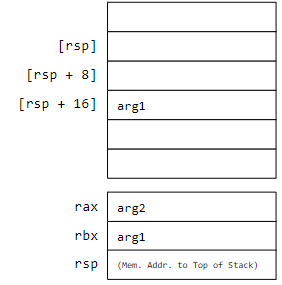 [rsp]
[rsp + 8]
[rsp + 16] arg1
rax arg2
rbx arg1
rsp (Mem. Addr. to Top of Stack)